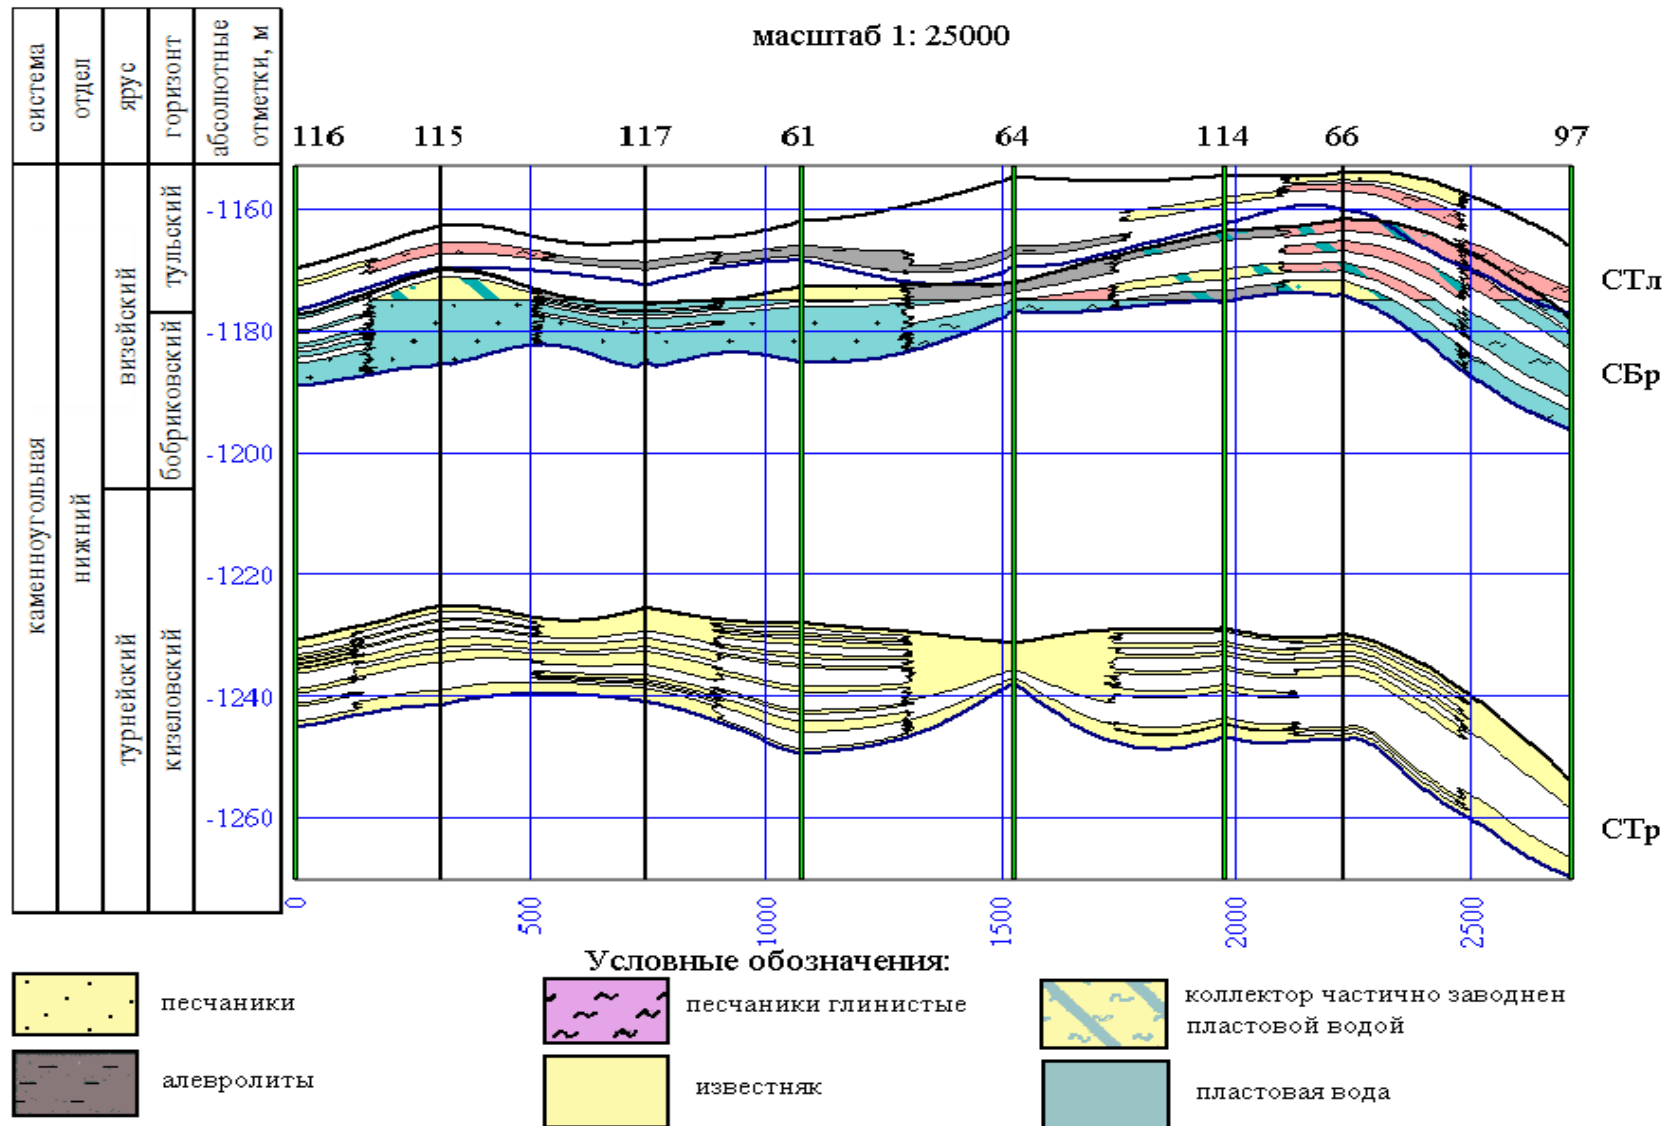 масштаб 1: 25000
система
отдел
ярус
горизонт
абсолютные
отметки, м
116 115 117 61 64 114 66 97
каменноугольная
нижний
визейский
турнейский
тульский
бобриковский
кизеловский
-1160
-1180
-1200
-1220
-1240
-1260
СТл
СБр
СТр
0 500 1000 1500 2000 2500
Условные обозначения:
песчаники
песчаники глинистые
коллектор частично заводнен
пластовой водой
алевролиты
известняк
пластовая вода